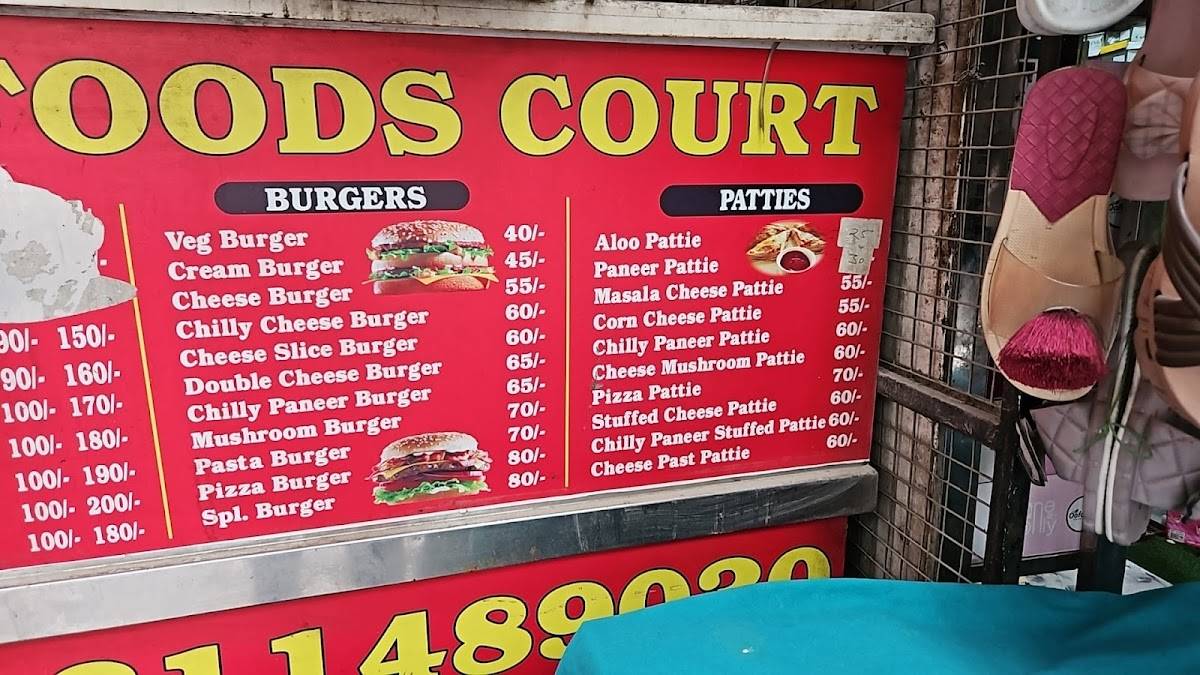 FOODS COURT
90/- 150/-
90/- 160/-
100/- 170/-
100/- 180/-
100/- 190/-
100/- 200/-
100/- 180/-
BURGERS
Veg Burger 40/-
Cream Burger 45/-
Cheese Burger 55/-
Chilly Cheese Burger 60/-
Cheese Slice Burger 60/-
Double Cheese Burger 65/-
Chilly Paneer Burger 65/-
Mushroom Burger 70/-
Pasta Burger 70/-
Pizza Burger 80/-
Spl. Burger 80/-
PATTIES
Aloo Pattie 35
Paneer Pattie 50
Masala Cheese Pattie 55/-
Corn Cheese Pattie 55/-
Chilly Paneer Pattie 60/-
Cheese Mushroom Pattie 60/-
Pizza Pattie 70/-
Stuffed Cheese Pattie 60/-
Chilly Paneer Stuffed Pattie 60/-
Cheese Past Pattie 60/-
1148902